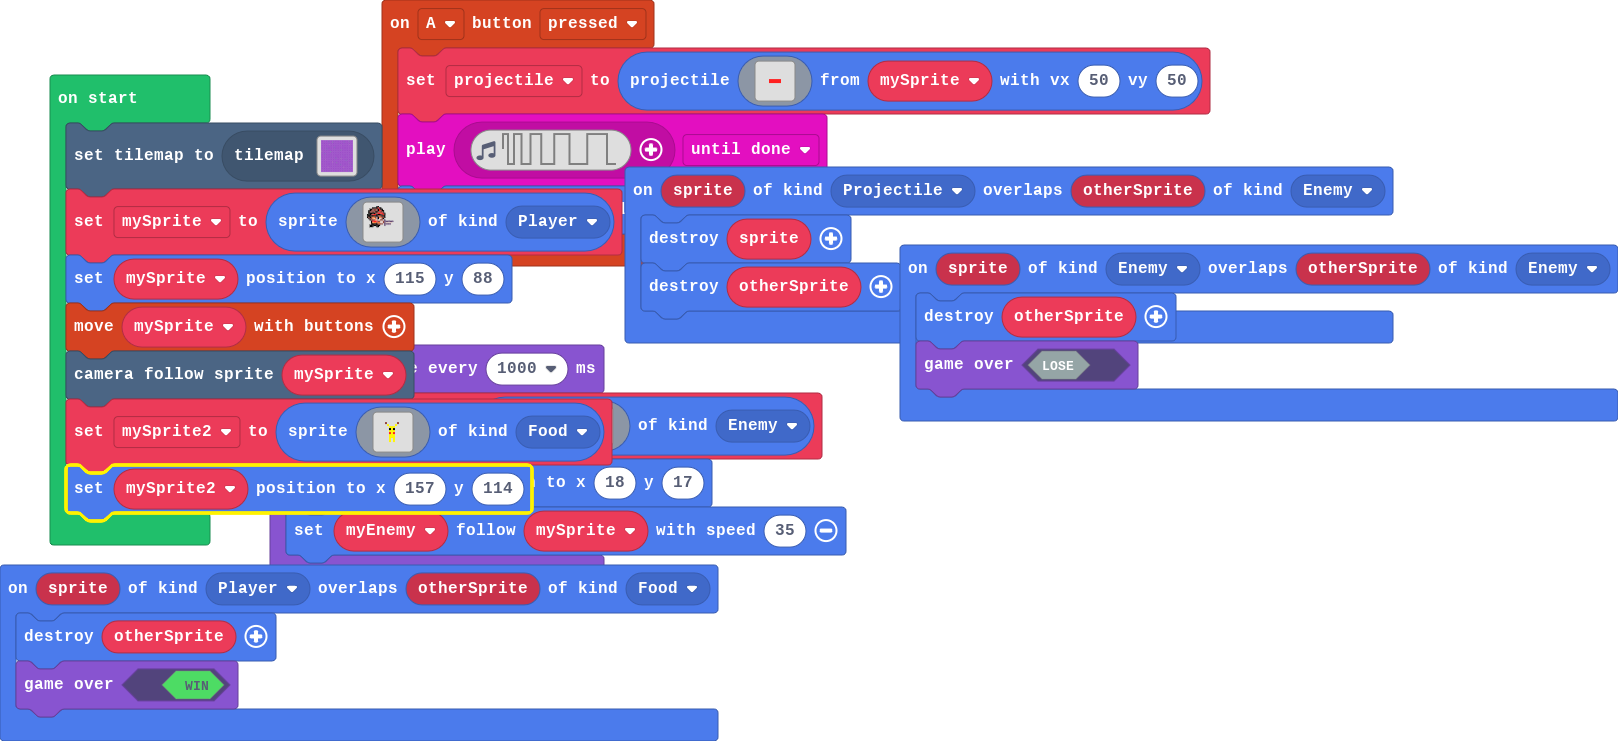 on A button pressed
set projectile to projectile from mySprite with vx 50 vy 50
play until done
on start
set tilemap to tilemap
set mySprite to sprite of kind Player
set mySprite position to x 115 y 88
move mySprite with buttons
camera follow sprite mySprite
set mySprite2 to sprite of kind Food
set mySprite2 position to x 157 y 114
on sprite of kind Projectile overlaps otherSprite of kind Enemy
destroy sprite
destroy otherSprite
on sprite of kind Enemy overlaps otherSprite of kind Enemy
destroy otherSprite
game over LOSE
every 1000 ms
of kind Enemy
to x 18 y 17
set myEnemy follow mySprite with speed 35
on sprite of kind Player overlaps otherSprite of kind Food
destroy otherSprite
game over WIN